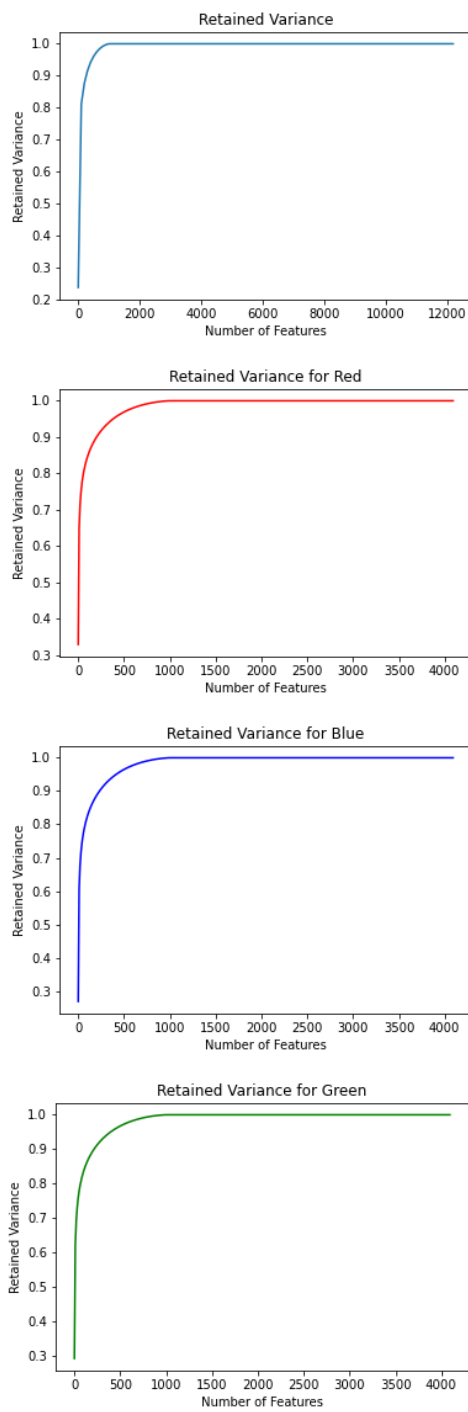 Retained Variance
1.0
0.9
0.8
0.7
0.6
0.5
0.4
0.3
0.2
Retained Variance
0 2000 4000 6000 8000 10000 12000
Number of Features
Retained Variance for Red
1.0
0.9
0.8
0.7
0.6
0.5
0.4
0.3
Retained Variance
0 500 1000 1500 2000 2500 3000 3500 4000
Number of Features
Retained Variance for Blue
1.0
0.9
0.8
0.7
0.6
0.5
0.4
0.3
Retained Variance
0 500 1000 1500 2000 2500 3000 3500 4000
Number of Features
Retained Variance for Green
1.0
0.9
0.8
0.7
0.6
0.5
0.4
0.3
Retained Variance
0 500 1000 1500 2000 2500 3000 3500 4000
Number of Features